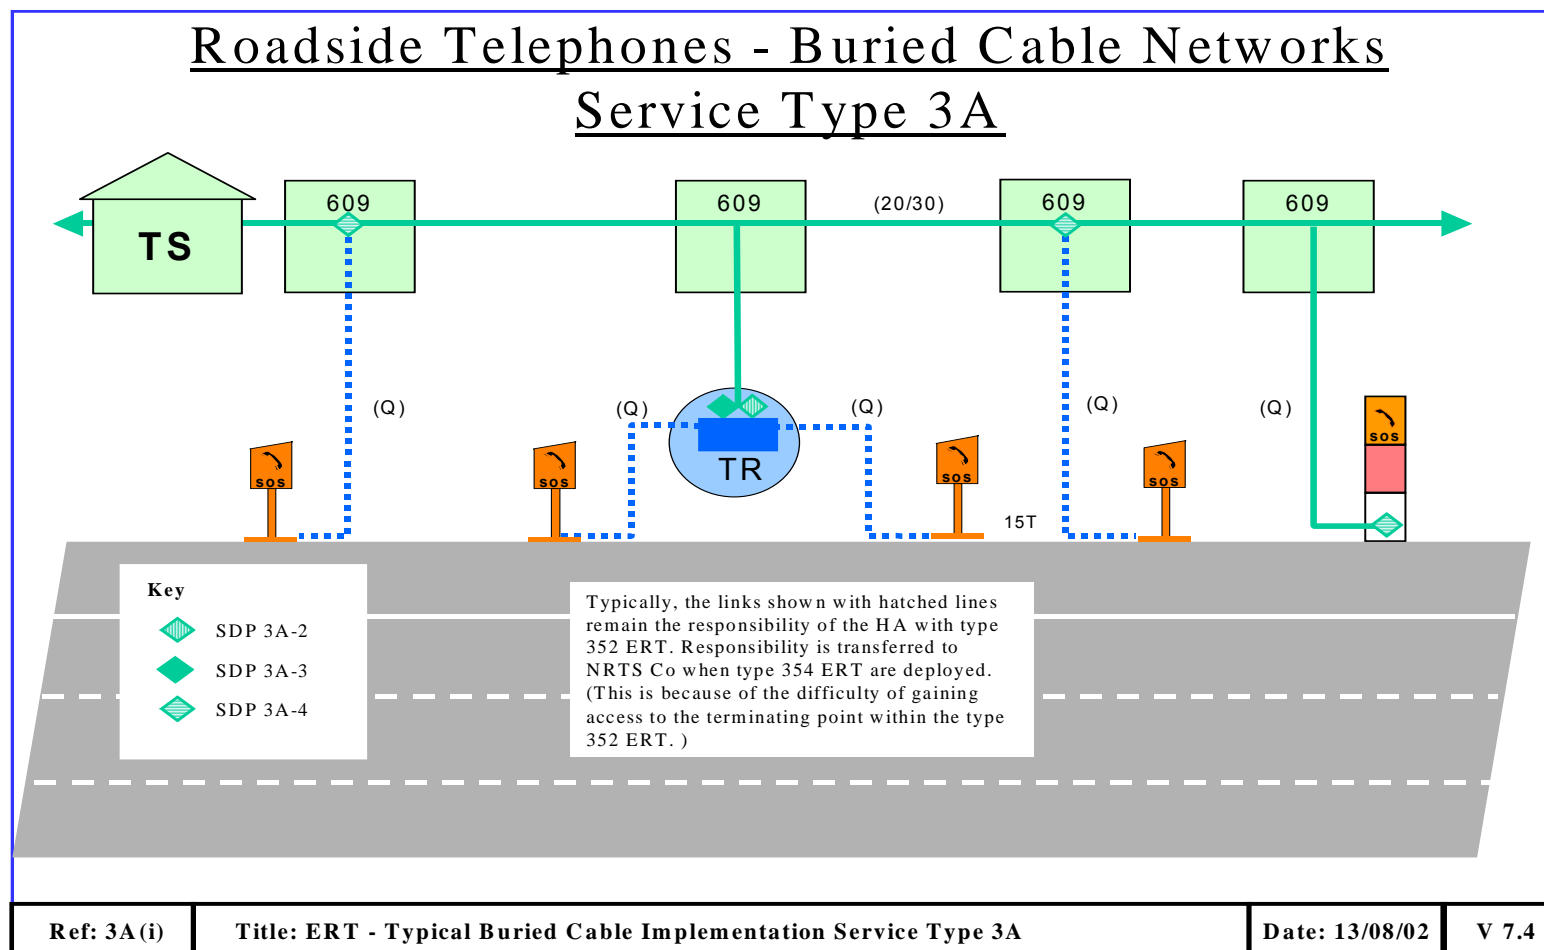 Roadside Telephones - Buried Cable Networks
Service Type 3A
TS
609
609
(20/30)
609
609
(Q)
(Q)
(Q)
(Q)
(Q)
sos
sos
TR
sos
sos
sos
15T
Key
SDP 3A-2
SDP 3A-3
SDP 3A-4
Typically, the links shown with hatched lines
remain the responsibility of the HA with type
352 ERT. Responsibility is transferred to
NRTS Co when type 354 ERT are deployed.
(This is because of the difficulty of gaining
access to the terminating point within the type
352 ERT. )
Ref: 3A(i)
Title: ERT - Typical Buried Cable Implementation Service Type 3A
Date: 13/08/02
V 7.4